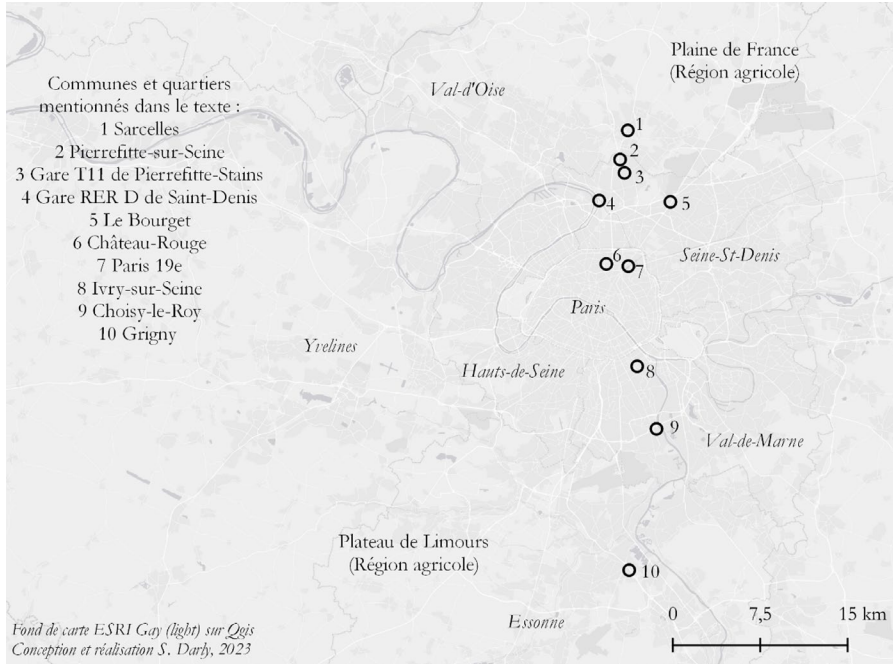 Plaine de France
(Région agricole)
Val-d'Oise
Communes et quartiers
mentionnés dans le texte :
1 Sarcelles
2 Pierrefitte-sur-Seine
3 Gare T11 de Pierrefitte-Stains
4 Gare RER D de Saint-Denis
5 Le Bourget
6 Château-Rouge
7 Paris 19e
8 Ivry-sur-Seine
9 Choisy-le-Roy
10 Grigny
1
2
3
4
5
6
7
Seine-St-Denis
Paris
Yvelines
Hauts-de-Seine
8
9
Val-de-Marne
Plateau de Limours
(Région agricole)
10
Essonne
0 7,5 15 km
Fond de carte ESRI Gay (light) sur Qgis
Conception et réalisation S. Darly, 2023